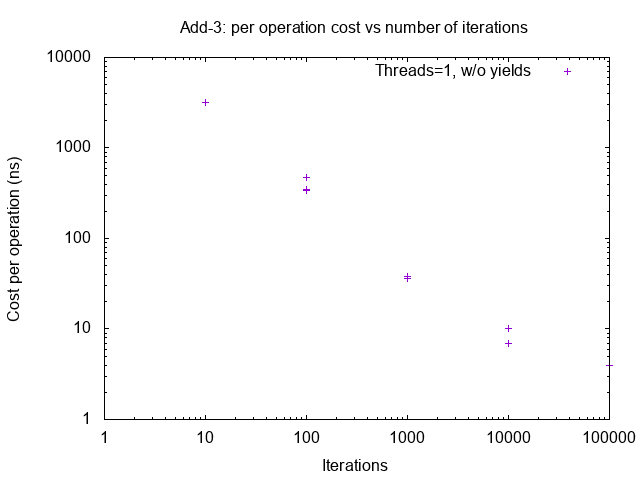 Add-3: per operation cost vs number of iterations
10000
Threads=1, w/o yields
1000
100
10
1
Cost per operation (ns)
1 10 100 1000 10000 100000
Iterations